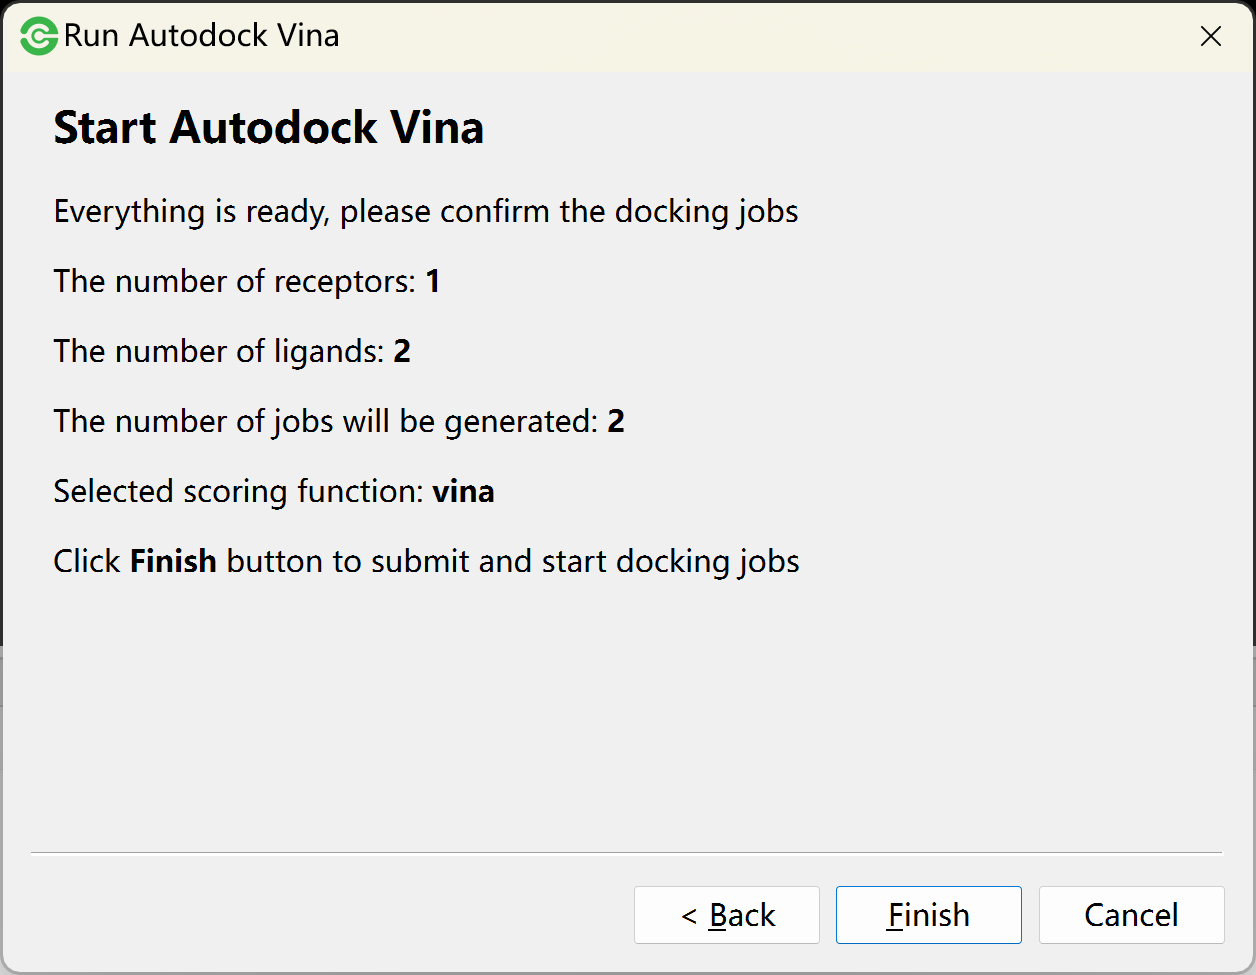 Run Autodock Vina
Start Autodock Vina
Everything is ready, please confirm the docking jobs
The number of receptors: 1
The number of ligands: 2
The number of jobs will be generated: 2
Selected scoring function: vina
Click Finish button to submit and start docking jobs
< Back
Finish
Cancel